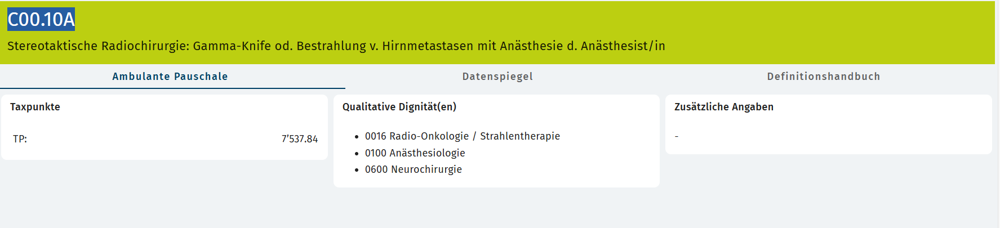 C00.10A
Stereotaktische Radiochirurgie: Gamma-Knife od. Bestrahlung v. Hirnmetastasen mit Anästhesie d. Anästhesist/in
Ambulante Pauschale
Datenspiegel
Definitionshandbuch
Taxpunkte
TP: 7’537.84
Qualitative Dignität(en)
• 0016 Radio-Onkologie / Strahlentherapie
• 0100 Anästhesiologie
• 0600 Neurochirurgie
Zusätzliche Angaben
-